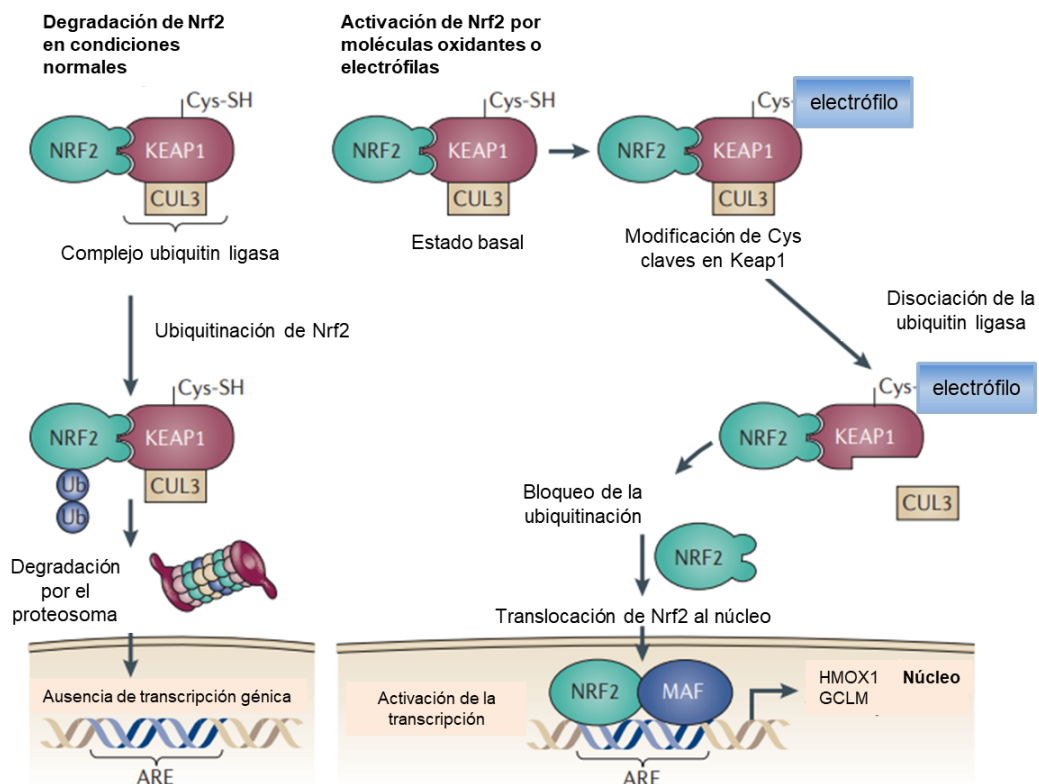 Degradación de Nrf2
en condiciones
normales
Cys-SH
NRF2
KEAP1
CUL3
Complejo ubiquitin ligasa
Ubiquitinación de Nrf2
Cys-SH
NRF2
KEAP1
CUL3
Ub
Ub
Degradación
por el
proteosoma
Ausencia de transcripción génica
ARE
Activación de Nrf2 por
moléculas oxidantes o
electrófilas
Cys-SH
NRF2
KEAP1
CUL3
Estado basal
Cys-
electrófilo
NRF2
KEAP1
CUL3
Modificación de Cys
claves en Keap1
Disociación de la
ubiquitin ligasa
Cys-
electrófilo
NRF2
KEAP1
CUL3
Bloqueo de la
ubiquitinación
NRF2
Translocación de Nrf2 al núcleo
Activación de la
transcripción
NRF2
MAF
HMOX1 Núcleo
GCLM
ARE